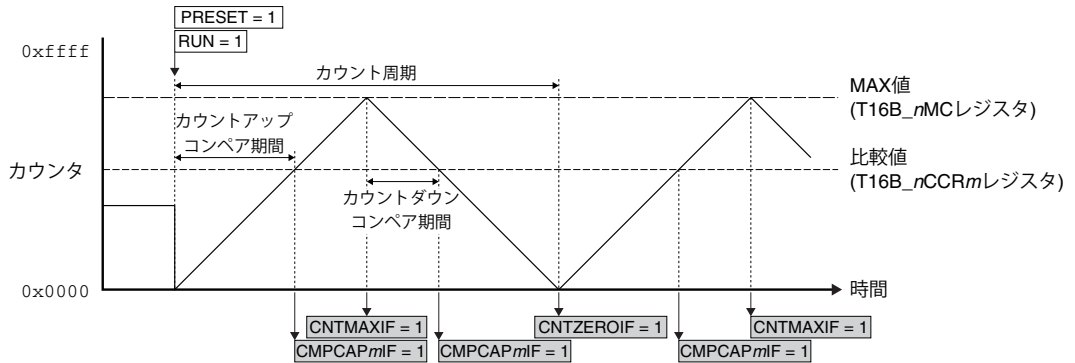 PRESET = 1
RUN = 1
0xffff
カウント周期
MAX値
(T16B_nMCレジスタ)
カウントアップ
コンペア期間
カウンタ
比較値
(T16B_nCCRmレジスタ)
カウントダウン
コンペア期間
0x0000
時間
CNTMAXIF = 1
CNTZEROIF = 1
CNTMAXIF = 1
CMPCAPmIF = 1
CMPCAPmIF = 1
CMPCAPmIF = 1